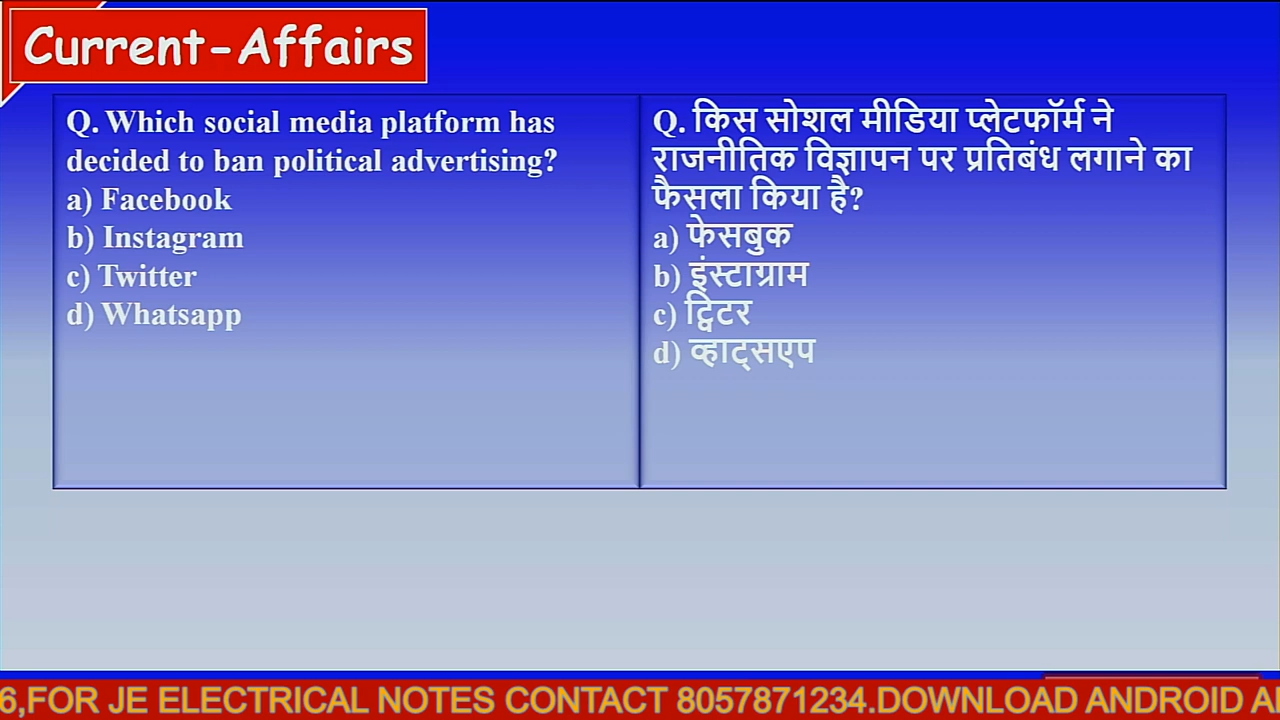 Current-Affairs
Q. Which social media platform has
decided to ban political advertising?
a) Facebook
b) Instagram
c) Twitter
d) Whatsapp
Q. किस सोशल मीडिया प्लेटफॉर्म ने
राजनीतिक विज्ञापन पर प्रतिबंध लगाने का
फैसला किया है?
a) फेसबुक
b) इंस्टाग्राम
c) ट्विटर
d) व्हाट्सएप
6,FOR JE ELECTRICAL NOTES CONTACT 8057871234.DOWNLOAD ANDROID